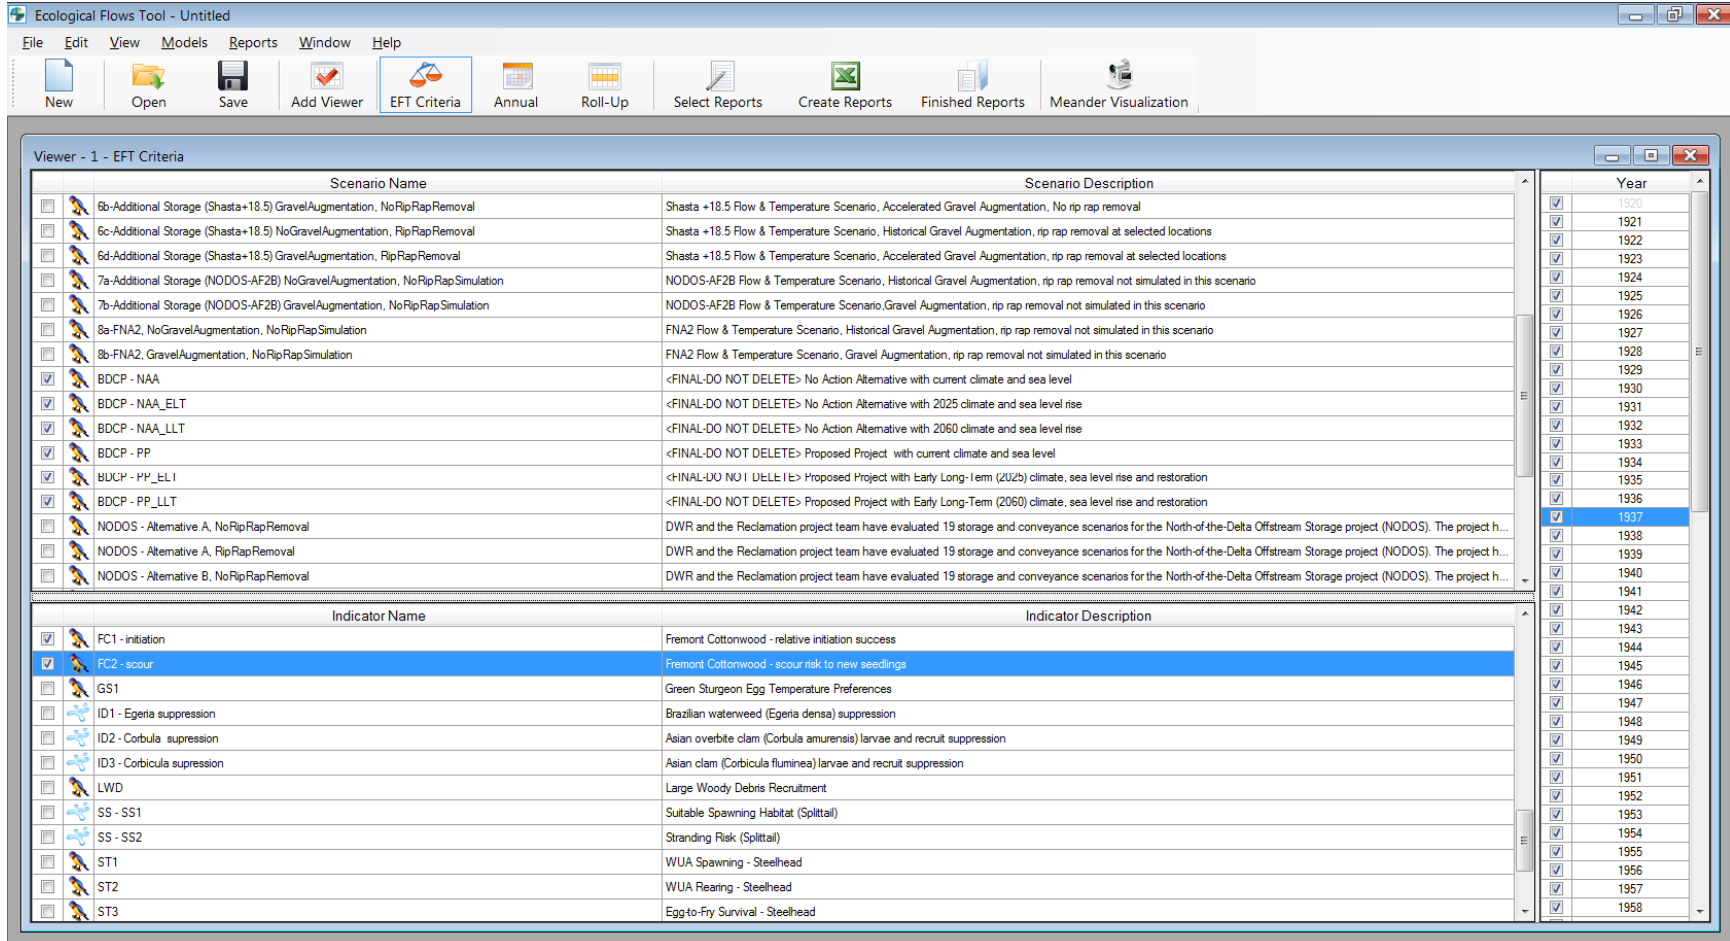 Ecological Flows Tool - Untitled
File Edit View Models Reports Window Help
New Open Save Add Viewer EFT Criteria Annual Roll-Up Select Reports Create Reports Finished Reports Meander Visualization
Viewer - 1 - EFT Criteria
Scenario Name Scenario Description Year
6b-Additional Storage (Shasta+18.5) GravelAugmentation, NoRipRapRemoval Shasta +18.5 Flow & Temperature Scenario, Accelerated Gravel Augmentation, No rip rap removal
6c-Additional Storage (Shasta+18.5) NoGravelAugmentation, RipRapRemoval Shasta +18.5 Flow & Temperature Scenario, Historical Gravel Augmentation, rip rap removal at selected locations
6d-Additional Storage (Shasta+18.5) GravelAugmentation, RipRapRemoval Shasta +18.5 Flow & Temperature Scenario, Accelerated Gravel Augmentation, rip rap removal at selected locations
7a-Additional Storage (NODOS-AF2B) NoGravelAugmentation, NoRipRapSimulation NODOS-AF2B Flow & Temperature Scenario, Historical Gravel Augmentation, rip rap removal not simulated in this scenario
7b-Additional Storage (NODOS-AF2B) GravelAugmentation, NoRipRapSimulation NODOS-AF2B Flow & Temperature Scenario,Gravel Augmentation, rip rap removal not simulated in this scenario
8a-FNA2, NoGravelAugmentation, NoRipRapSimulation FNA2 Flow & Temperature Scenario, Historical Gravel Augmentation, rip rap removal not simulated in this scenario
8b-FNA2, GravelAugmentation, NoRipRapSimulation FNA2 Flow & Temperature Scenario, Gravel Augmentation, rip rap removal not simulated in this scenario
BDCP - NAA <FINAL-DO NOT DELETE> No Action Alternative with current climate and sea level
BDCP - NAA_ELT <FINAL-DO NOT DELETE> No Action Alternative with 2025 climate and sea level rise
BDCP - NAA_LLT <FINAL-DO NOT DELETE> No Action Alternative with 2060 climate and sea level rise
BDCP - PP <FINAL-DO NOT DELETE> Proposed Project with current climate and sea level
BDCP - PP_ELT <FINAL-DO NOT DELETE> Proposed Project with Early Long-Term (2025) climate, sea level rise and restoration
BDCP - PP_LLT <FINAL-DO NOT DELETE> Proposed Project with Early Long-Term (2060) climate, sea level rise and restoration
NODOS - Alternative A, NoRipRapRemoval DWR and the Reclamation project team have evaluated 19 storage and conveyance scenarios for the North-of-the-Delta Offstream Storage project (NODOS). The project h...
NODOS - Alternative A, RipRapRemoval DWR and the Reclamation project team have evaluated 19 storage and conveyance scenarios for the North-of-the-Delta Offstream Storage project (NODOS). The project h...
NODOS - Alternative B, NoRipRapRemoval DWR and the Reclamation project team have evaluated 19 storage and conveyance scenarios for the North-of-the-Delta Offstream Storage project (NODOS). The project h...
Indicator Name Indicator Description
FC1 - initiation Fremont Cottonwood - relative initiation success
FC2 - scour Fremont Cottonwood - scour risk to new seedlings
GS1 Green Sturgeon Egg Temperature Preferences
ID1 - Egeria suppression Brazilian waterweed (Egeria densa) suppression
ID2 - Corbula supression Asian overbite clam (Corbula amurensis) larvae and recruit suppression
ID3 - Corbicula supression Asian clam (Corbicula fluminea) larvae and recruit suppression
LWD Large Woody Debris Recruitment
SS - SS1 Suitable Spawning Habitat (Splittail)
SS - SS2 Stranding Risk (Splittail)
ST1 WUA Spawning - Steelhead
ST2 WUA Rearing - Steelhead
ST3 Egg-to-Fry Survival - Steelhead
1920
1921
1922
1923
1924
1925
1926
1927
1928
1929
1930
1931
1932
1933
1934
1935
1936
1937
1938
1939
1940
1941
1942
1943
1944
1945
1946
1947
1948
1949
1950
1951
1952
1953
1954
1955
1956
1957
1958